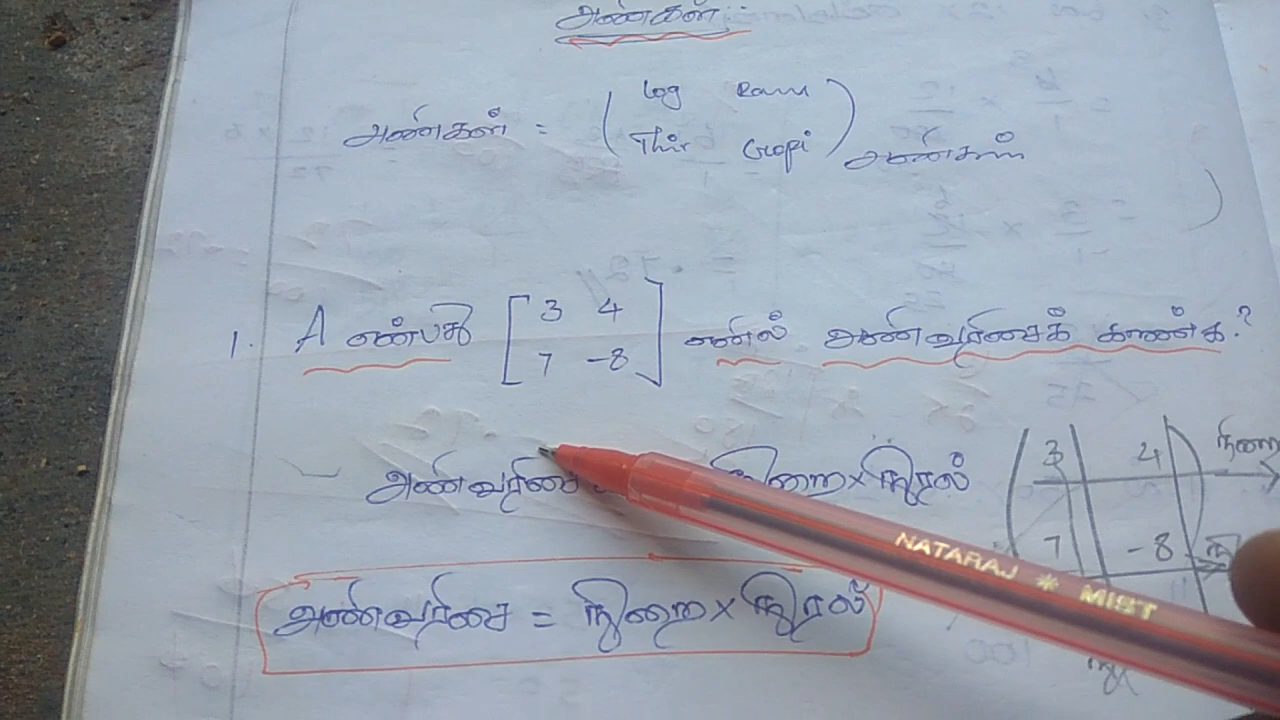 அணிகள்
அணிகள் = ( log Ramu
Thir Gopi ) அணிகள்
1. A என்பது [ 3 4
7 -8 ] எனில் அணிவரிசைக் காண்க?
அணிவரிசை நிறை x நிரல்
3 4 நிரை
7 -8
அணிவரிசை = நிறை x நிரல்
NATARAJ * MIST